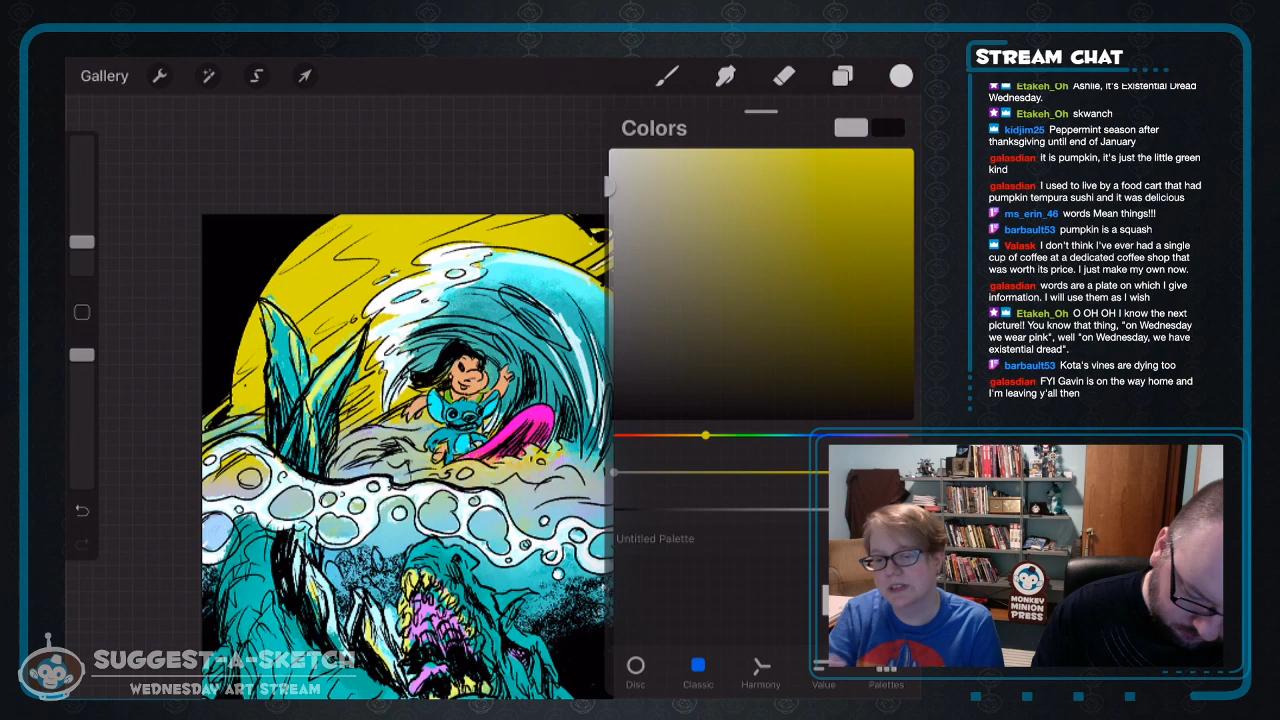 Gallery
Colors
Untitled Palette
Disc
Classic
Harmony
Value
Palettes
STREAM CHAT
Etakeh_Oh Ashlie, it's Existential Dread
Wednesday.
Etakeh_Oh skwanch
kidjim25 Peppermint season after
thanksgiving until end of January
galasdian it is pumpkin, it's just the little green
kind
galasdian I used to live by a food cart that had
pumpkin tempura sushi and it was delicious
ms_erin_46 words Mean things!!!
barbault53 pumpkin is a squash
Valask I don't think I've ever had a single
cup of coffee at a dedicated coffee shop that
was worth its price. I just make my own now.
galasdian words are a plate on which I give
information. I will use them as I wish
Etakeh_Oh O OH OH I know the next
picture!! You know that thing, "on Wednesday
we wear pink", well "on Wednesday, we have
existential dread".
barbault53 Kota's vines are dying too
galasdian FYI Gavin is on the way home and
I'm leaving y'all then
MONKEY
MINION
PRESS
SUGGEST-A-SKETCH
WEDNESDAY ART STREAM